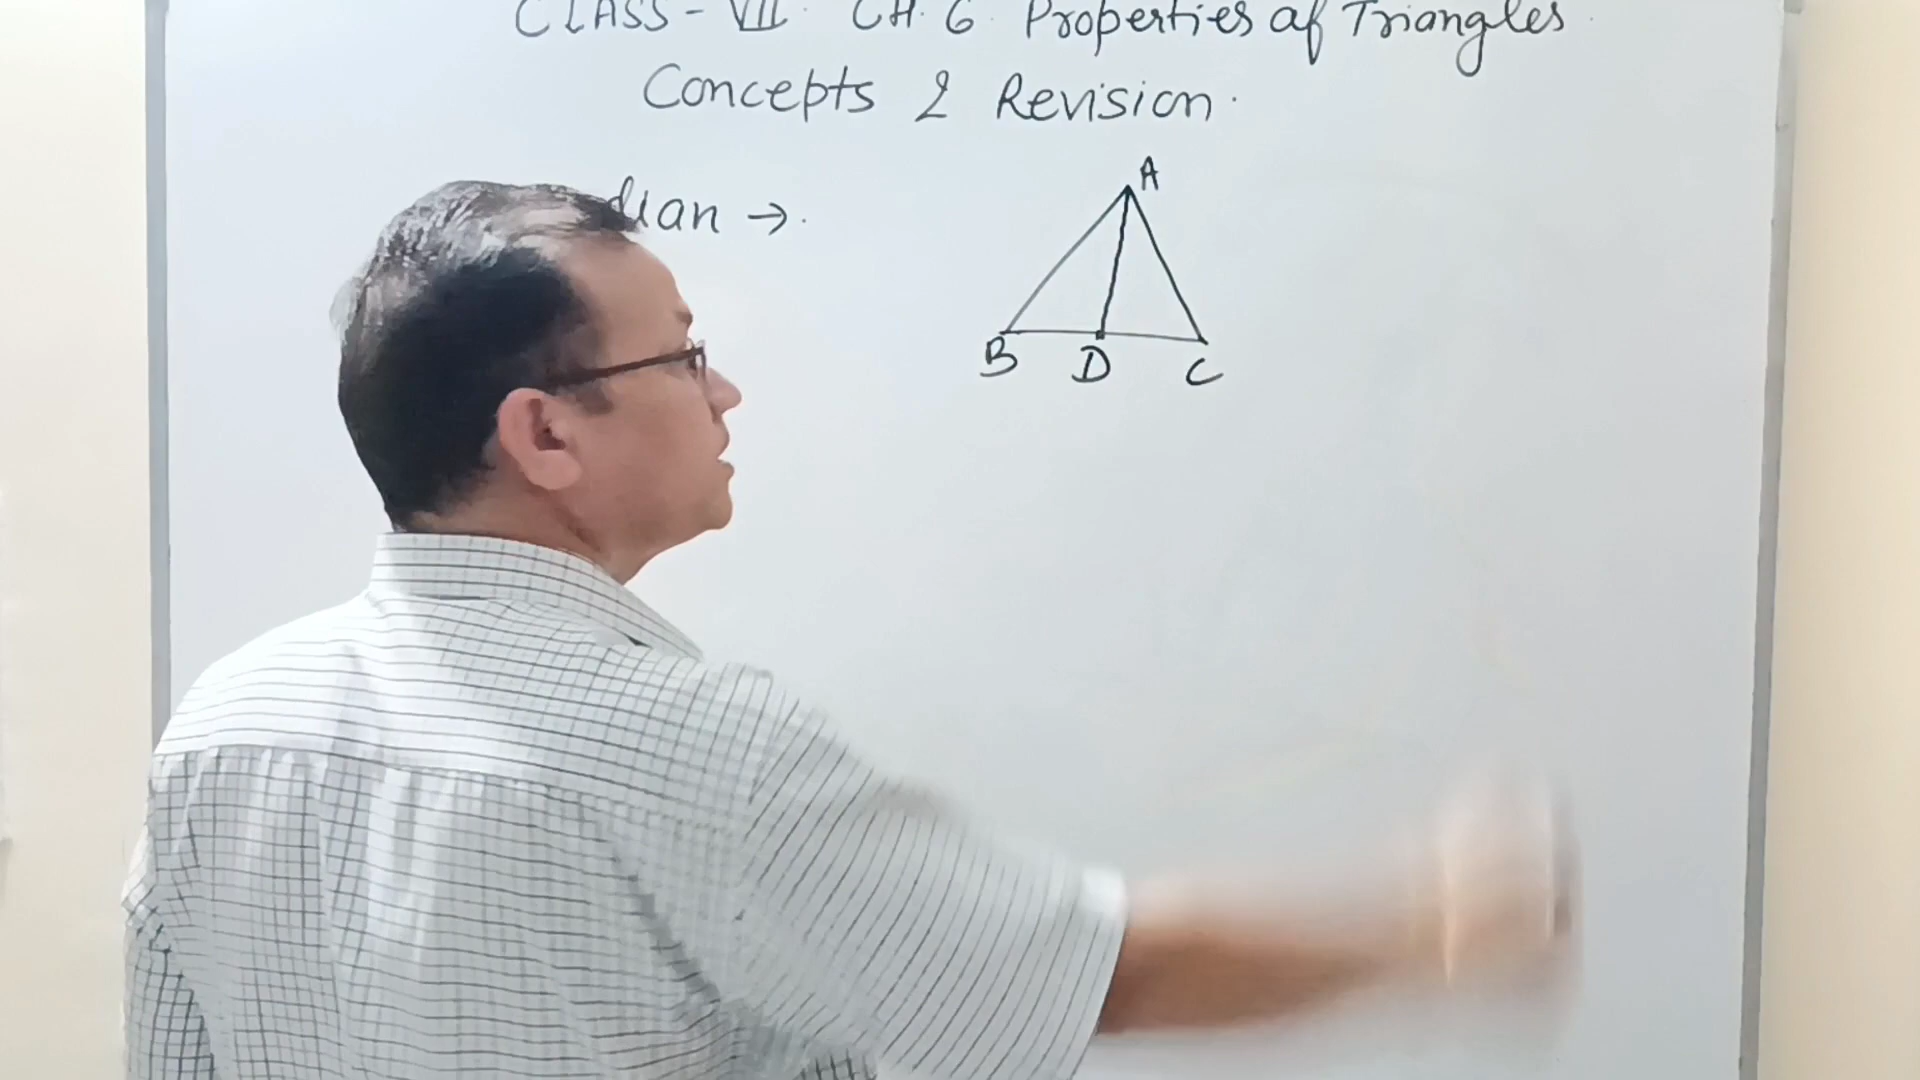 CLASS - VII. CH. 6. Properties of Triangles.
Concepts & Revision.
dian →.
A
B D C